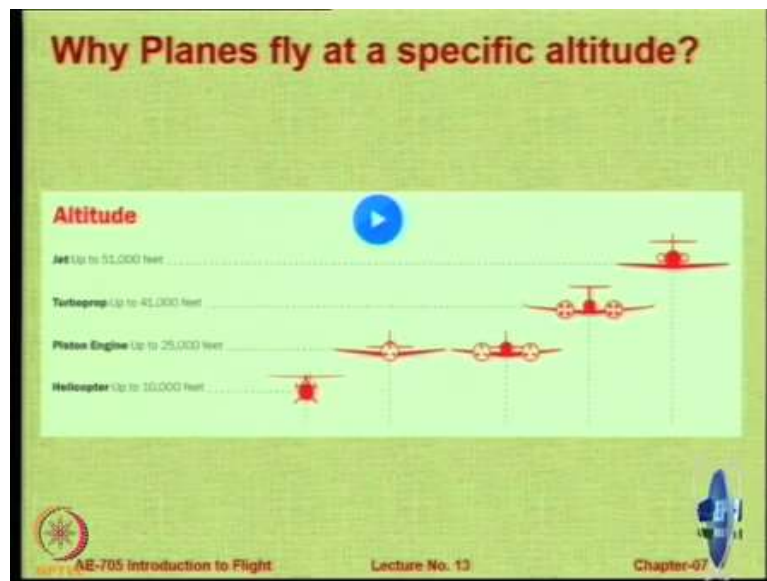 Why Planes fly at a specific altitude?
Altitude
Jet Up to 51,000 feet
Turboprop Up to 41,000 feet
Piston Engine Up to 25,000 feet
Helicopter Up to 10,000 feet
NPTEL
AE-705 Introduction to Flight Lecture No. 13 Chapter-07